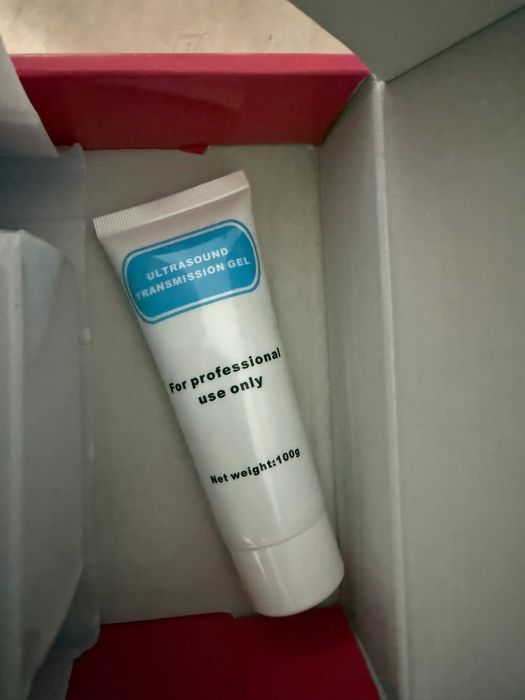 ULTRASOUND
TRANSMISSION GEL
For professional
use only
Net weight:100g